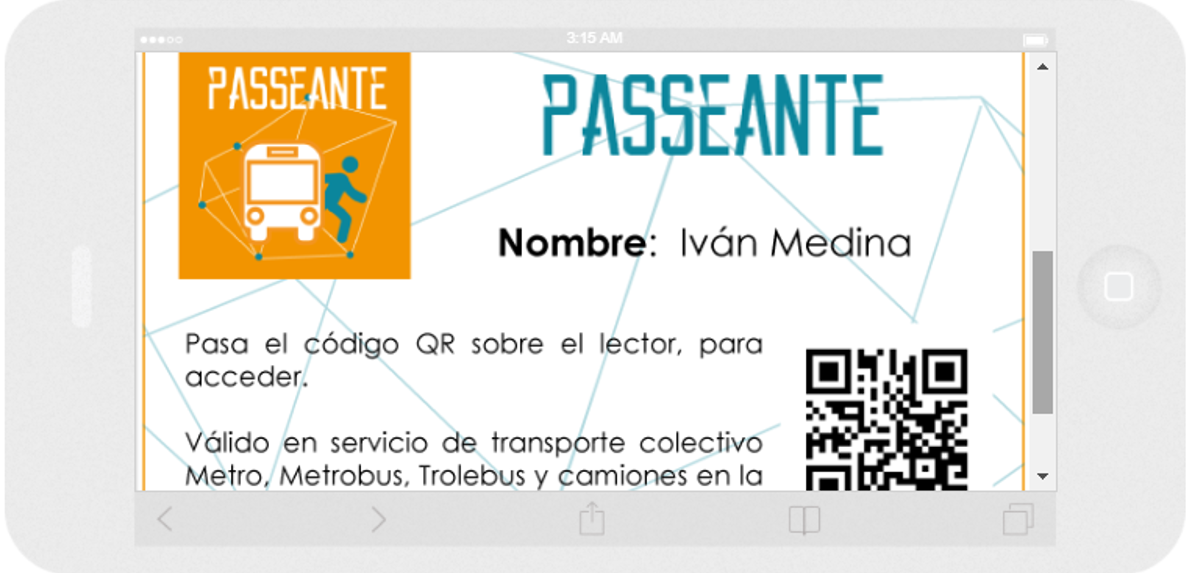 3:15 AM
PASSEANTE
PASSEANTE
Nombre: Iván Medina
Pasa el código QR sobre el lector, para
acceder.
Válido en servicio de transporte colectivo
Metro, Metrobus, Trolebus y camiones en la